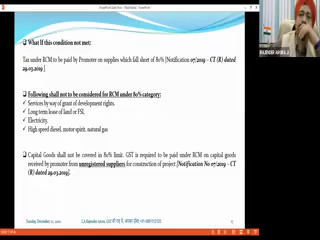 What If this condition not met:
Tax under RCM to be paid by Promoter on supplies which fall short of 80% [Notification 07/2019 - CT (R) dated
29.03.2019 ]
Following shall not to be considered for RCM under 80% category:
Services by way of grant of development rights,
Long term lease of land or FSI,
Electricity,
High speed diesel, motor spirit, natural gas
Capital Goods shall not be covered in 80% limit. GST is required to be paid under RCM on capital goods
received by promoter from unregistered suppliers for construction of project [Notification No 07/2019 - CT
(R) dated 29.03.2019].